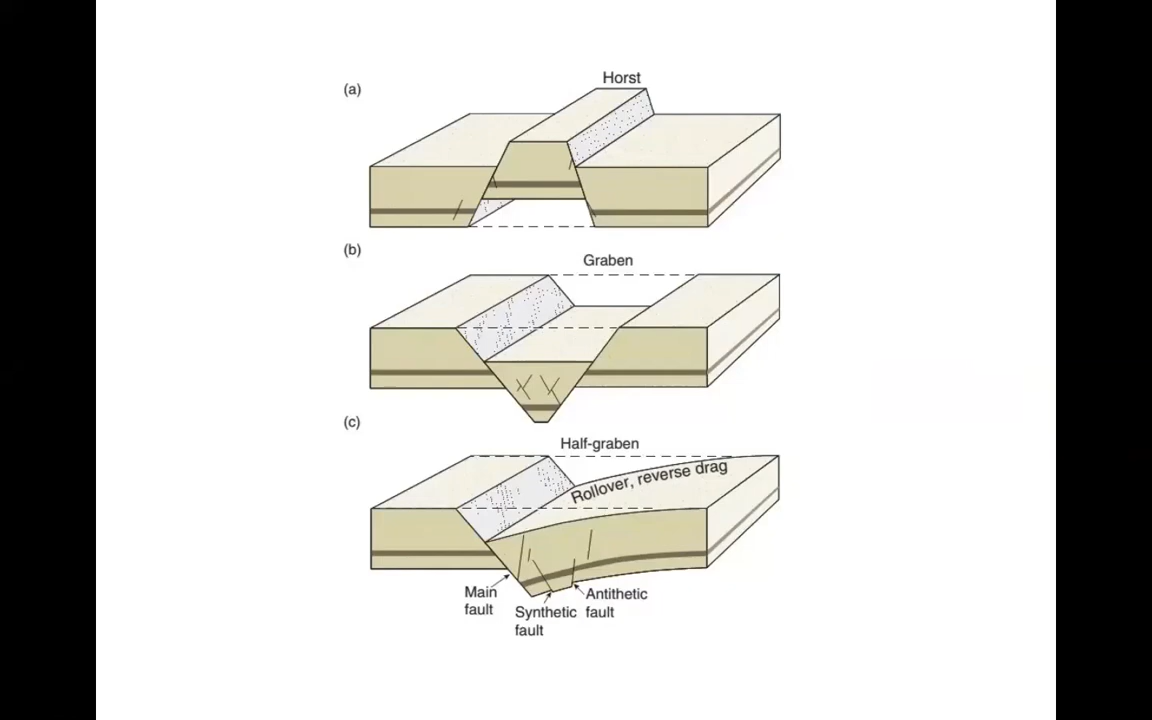 Horst
(a)
(b)
Graben
(c)
Half-graben
Rollover, reverse drag
Main
fault
Synthetic
fault
Antithetic
fault